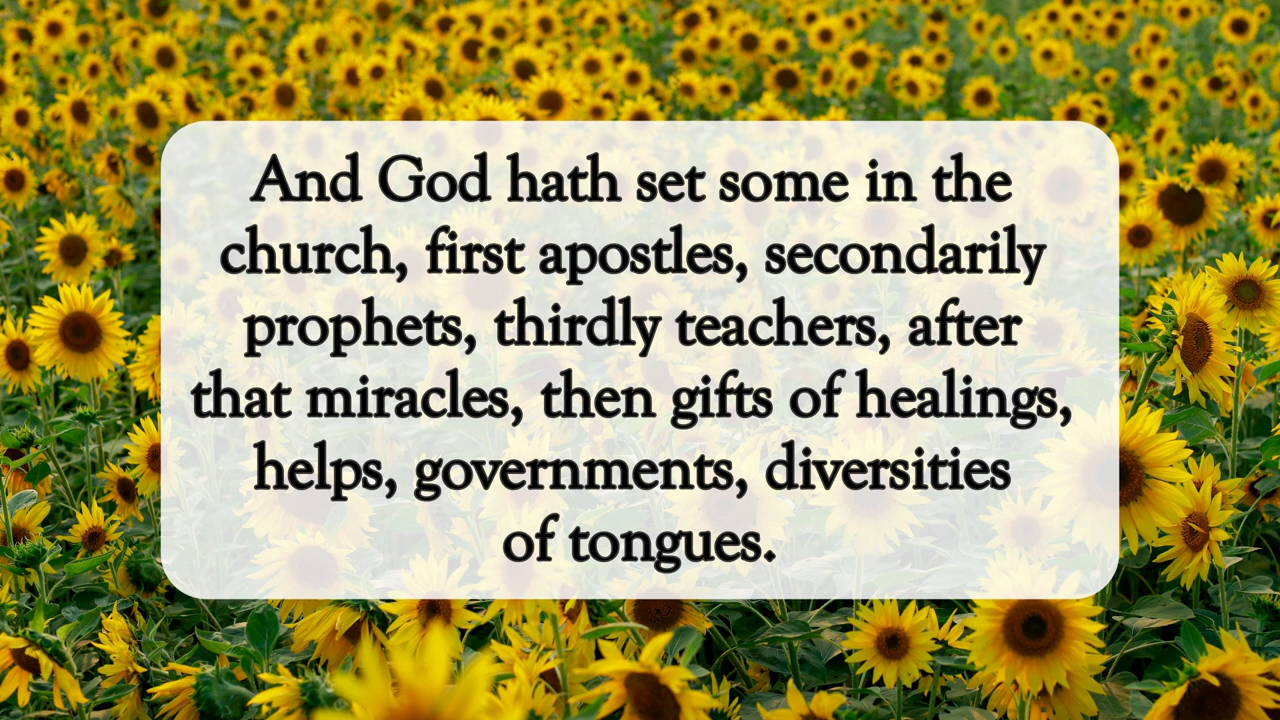 And God hath set some in the
church, first apostles, secondarily
prophets, thirdly teachers, after
that miracles, then gifts of healings,
helps, governments, diversities
of tongues.